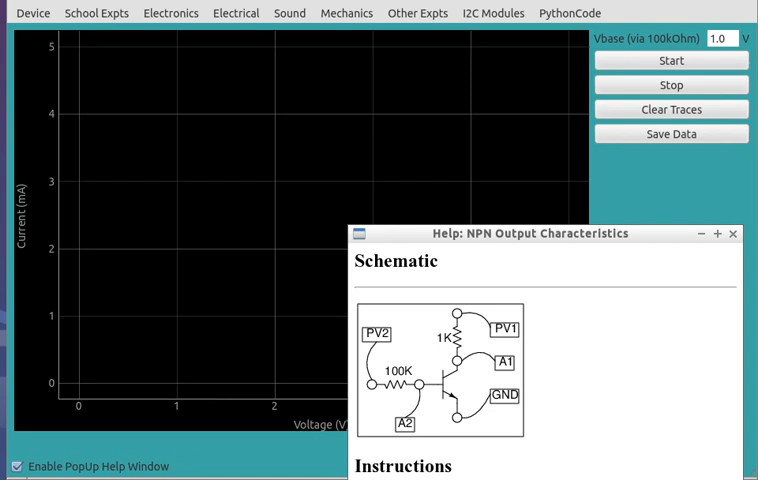 Device School Expts Electronics Electrical Sound Mechanics Other Expts I2C Modules PythonCode
Vbase (via 100kOhm) 1.0 V
Start
Stop
Clear Traces
Save Data
5
4
3
2
1
0
Current (mA)
0 1 2
Voltage (V)
Enable PopUp Help Window
Help: NPN Output Characteristics
Schematic
PV2
1K
PV1
A1
100K
GND
A2
Instructions